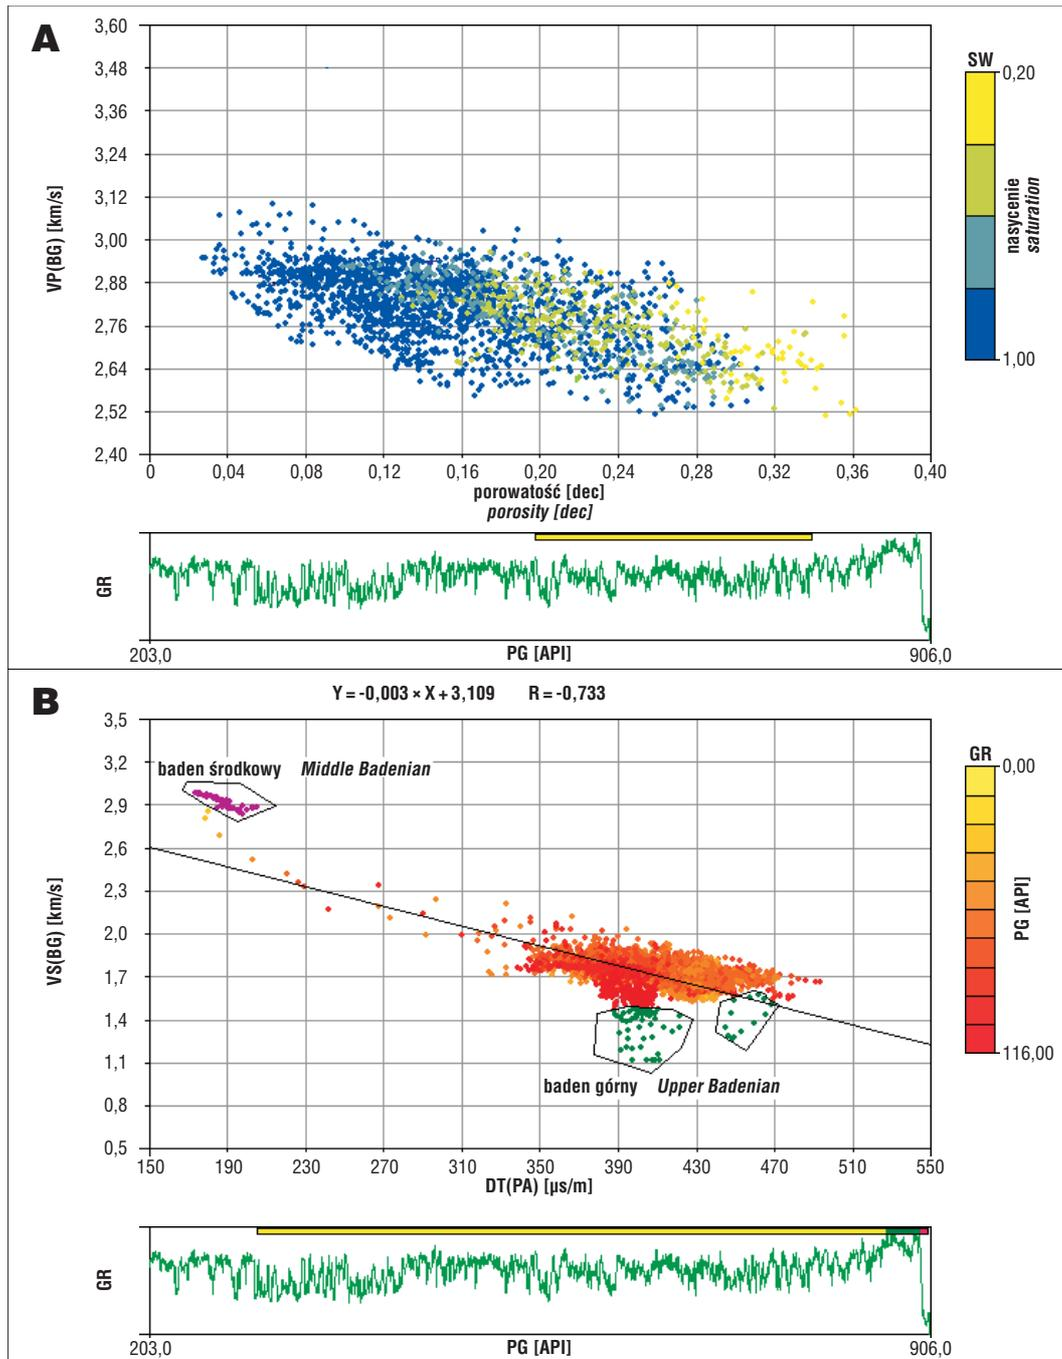 A
3,60
3,48
3,36
3,24
3,12
3,00
2,88
2,76
2,64
2,52
2,40
VP(BG) [km/s]
0 0,04 0,08 0,12 0,16 0,20 0,24 0,28 0,32 0,36 0,40
porowatość [dec]
porosity [dec]
SW
0,20
1,00
nasycenie
saturation
GR
203,0 PG [API] 906,0
B
Y = -0,003 × X + 3,109 R = -0,733
3,5
3,2
2,9
2,6
2,3
2,0
1,7
1,4
1,1
0,8
0,5
VS(BG) [km/s]
baden środkowy Middle Badenian
baden górny Upper Badenian
150 190 230 270 310 350 390 430 470 510 550
DT(PA) [µs/m]
GR
0,00
116,00
PG [API]
GR
203,0 PG [API] 906,0